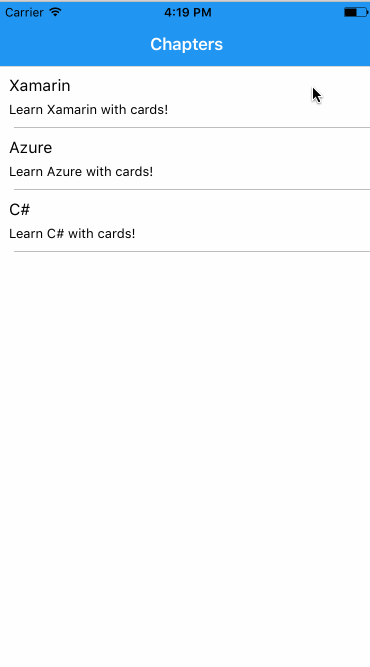 Carrier 4:19 PM
Chapters
Xamarin
Learn Xamarin with cards!
Azure
Learn Azure with cards!
C#
Learn C# with cards!